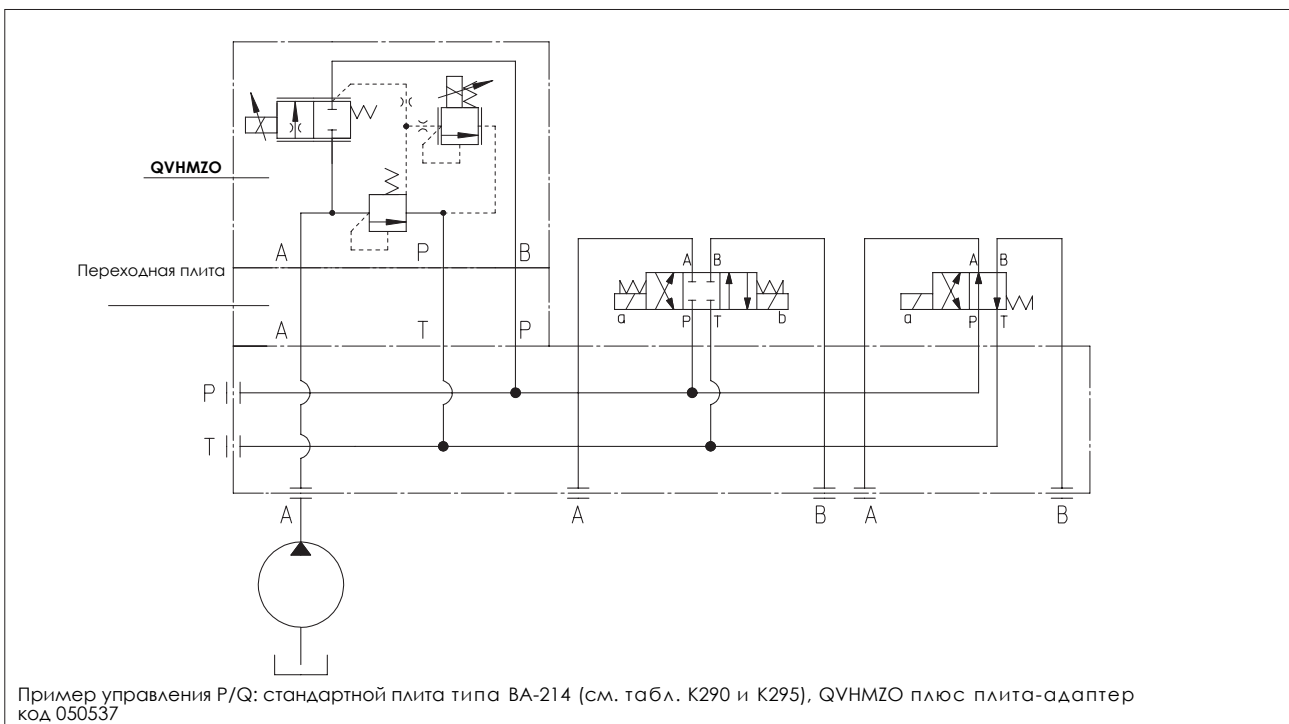 QVHMZO
A P B
Переходная плита
A T P
A B A B
a P T b a P T
P
T
A A B A B
Пример управления P/Q: стандартной плита типа BA-214 (см. табл. K290 и K295), QVHMZO плюс плита-адаптер
код 050537